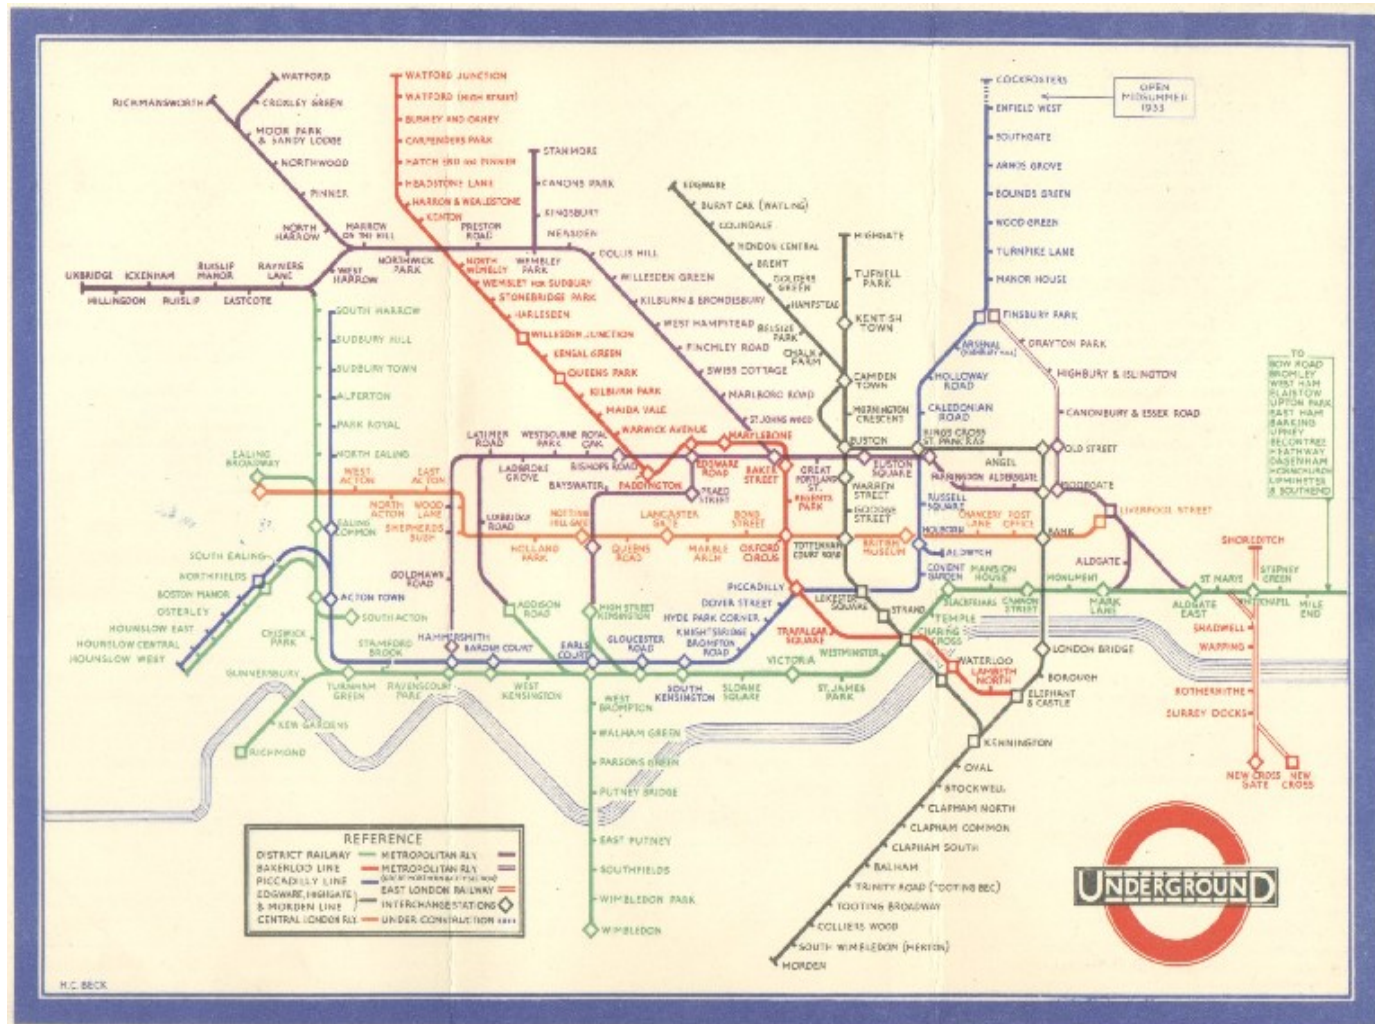 WATFORD
CROXLEY GREEN
RICKMANSWORTH
MOOR PARK
& SANDY LODGE
NORTHWOOD
PINNER
NORTH
HARROW
HARROW
ON THE HILL
NORTHWICK
PARK
PRESTON
ROAD
WEMBLEY
PARK
NEASDEN
STANMORE
CANONS PARK
KINGSBURY
DOLLIS HILL
WILLESDEN GREEN
KILBURN & BRONDESBURY
WEST HAMPSTEAD
FINCHLEY ROAD
SWISS COTTAGE
MARLBORO ROAD
ST. JOHNS WOOD
UXBRIDGE
HILLINGDON
ICKENHAM
RUISLIP
RUISLIP
MANOR
EASTCOTE
RAYNERS
LANE
WEST
HARROW
WATFORD JUNCTION
WATFORD (HIGH STREET)
BUSHEY AND OXHEY
CARPENDERS PARK
HATCH END FOR PINNER
HEADSTONE LANE
HARROW & WEALDSTONE
KENTON
NORTH
WEMBLEY
WEMBLEY FOR SUDBURY
STONEBRIDGE PARK
HARLESDEN
WILLESDEN JUNCTION
KENSAL GREEN
QUEENS PARK
KILBURN PARK
MAIDA VALE
WARWICK AVENUE
PADDINGTON
EDGWARE
ROAD
MARYLEBONE
BAKER
STREET
REGENTS
PARK
OXFORD
CIRCUS
PICCADILLY
TRAFALGAR
SQUARE
CHARING
CROSS
WATERLOO
LAMBETH
NORTH
ELEPHANT
& CASTLE
EDGWARE
BURNT OAK (WATLING)
COLINDALE
HENDON CENTRAL
BRENT
GOLDERS
GREEN
HAMPSTEAD
BELSIZE
PARK
CHALK
FARM
HIGHGATE
TUFNELL
PARK
KENTISH
TOWN
CAMDEN
TOWN
MORNINGTON
CRESCENT
EUSTON
WARREN
STREET
GOODGE
STREET
TOTTENHAM
COURT ROAD
LEICESTER
SQUARE
STRAND
COCKFOSTERS
OPEN
MIDSUMMER
1933
ENFIELD WEST
SOUTHGATE
ARNOS GROVE
BOUNDS GREEN
WOOD GREEN
TURNPIKE LANE
MANOR HOUSE
FINSBURY PARK
ARSENAL
(HIGHBURY HILL)
HOLLOWAY
ROAD
CALEDONIAN
ROAD
KINGS CROSS
ST. PANCRAS
RUSSELL
SQUARE
HOLBORN
ALDWYCH
COVENT
GARDEN
DRAYTON PARK
HIGHBURY & ISLINGTON
CANONBURY & ESSEX ROAD
OLD STREET
ANGEL
MOORGATE
BANK
LONDON BRIDGE
BOROUGH
TO
BOW ROAD
BROMLEY
WEST HAM
PLAISTOW
UPTON PARK
EAST HAM
BARKING
UPNEY
BECONTREE
HEATHWAY
DAGENHAM
HORNCHURCH
UPMINSTER
& SOUTHEND
SOUTH HARROW
SUDBURY HILL
SUDBURY TOWN
ALPERTON
PARK ROYAL
NORTH EALING
EALING
BROADWAY
WEST
ACTON
NORTH
ACTON
EAST
ACTON
WOOD
LANE
SHEPHERDS
BUSH
HOLLAND
PARK
NOTTING
HILL GATE
QUEENS
ROAD
LANCASTER
GATE
MARBLE
ARCH
BOND
STREET
BRITISH
MUSEUM
CHANCERY
LANE
POST
OFFICE
LIVERPOOL STREET
LATIMER
ROAD
LADBROKE
GROVE
WESTBOURNE
PARK
ROYAL
OAK
BISHOPS ROAD
BAYSWATER
PRAED
STREET
GREAT
PORTLAND
ST.
EUSTON
SQUARE
FARRINGDON
ALDERSGATE
ALDGATE
UXBRIDGE
ROAD
GOLDHAWK
ROAD
ADDISON
ROAD
HIGH STREET
KENSINGTON
EALING
COMMON
SOUTH EALING
NORTHFIELDS
BOSTON MANOR
OSTERLEY
HOUNSLOW EAST
HOUNSLOW CENTRAL
HOUNSLOW WEST
ACTON TOWN
SOUTH ACTON
CHISWICK
PARK
STAMFORD
BROOK
HAMMERSMITH
BARONS COURT
EARLS
COURT
GLOUCESTER
ROAD
DOVER STREET
HYDE PARK CORNER
KNIGHTSBRIDGE
BROMPTON
ROAD
GUNNERSBURY
KEW GARDENS
RICHMOND
TURNHAM
GREEN
RAVENSCOURT
PARK
WEST
KENSINGTON
SOUTH
KENSINGTON
SLOANE
SQUARE
VICTORIA
ST. JAMES
PARK
WESTMINSTER
TEMPLE
BLACKFRIARS
MANSION
HOUSE
CANNON
STREET
MONUMENT
MARK
LANE
ALDGATE
EAST
ST MARYS
WHITECHAPEL
STEPNEY
GREEN
MILE
END
SHOREDITCH
SHADWELL
WAPPING
ROTHERHITHE
SURREY DOCKS
NEW CROSS
GATE
NEW
CROSS
WEST
BROMPTON
WALHAM GREEN
PARSONS GREEN
PUTNEY BRIDGE
EAST PUTNEY
SOUTHFIELDS
WIMBLEDON PARK
WIMBLEDON
KENNINGTON
OVAL
STOCKWELL
CLAPHAM NORTH
CLAPHAM COMMON
CLAPHAM SOUTH
BALHAM
TRINITY ROAD (TOOTING BEC)
TOOTING BROADWAY
COLLIERS WOOD
SOUTH WIMBLEDON (MERTON)
MORDEN
REFERENCE
DISTRICT RAILWAY
BAKERLOO LINE
PICCADILLY LINE
EDGWARE, HIGHGATE
& MORDEN LINE
CENTRAL LONDON RLY.
METROPOLITAN RLY.
METROPOLITAN RLY.
(GREAT NORTHERN & CITY SECTION)
EAST LONDON RAILWAY
INTERCHANGE STATIONS
UNDER CONSTRUCTION
UNDERGROUND
H.C. BECK